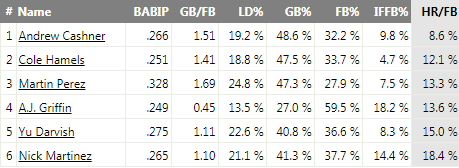 # Name BABIP GB/FB LD% GB% FB% IFFB% HR/FB
1 Andrew Cashner .266 1.51 19.2 % 48.6 % 32.2 % 9.8 % 8.6 %
2 Cole Hamels .251 1.41 18.8 % 47.5 % 33.7 % 4.7 % 12.1 %
3 Martin Perez .328 1.69 24.8 % 47.3 % 27.9 % 7.5 % 13.3 %
4 A.J. Griffin .249 0.45 13.5 % 27.0 % 59.5 % 18.2 % 13.6 %
5 Yu Darvish .275 1.11 22.6 % 40.8 % 36.6 % 8.3 % 15.0 %
6 Nick Martinez .265 1.10 21.1 % 41.3 % 37.7 % 14.4 % 18.4 %